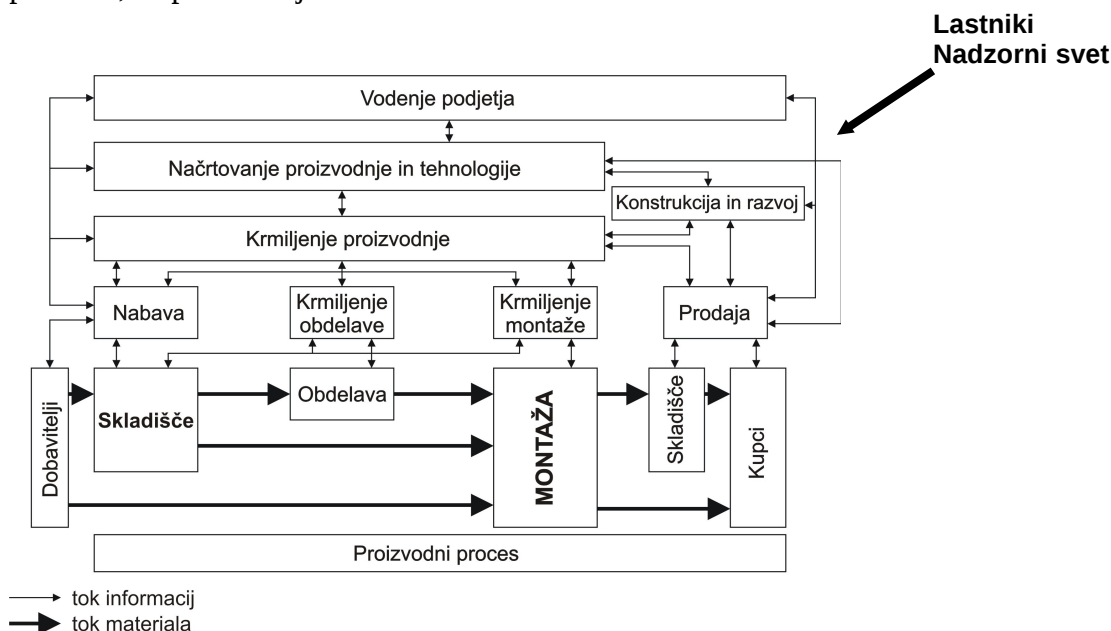 Lastniki
Nadzorni svet
Vodenje podjetja
Načrtovanje proizvodnje in tehnologije
Konstrukcija in razvoj
Krmiljenje proizvodnje
Nabava
Krmiljenje
obdelave
Krmiljenje
montaže
Prodaja
Dobavitelji
Skladišče
Obdelava
MONTAŽA
Skladišče
Kupci
Proizvodni proces
tok informacij
tok materiala